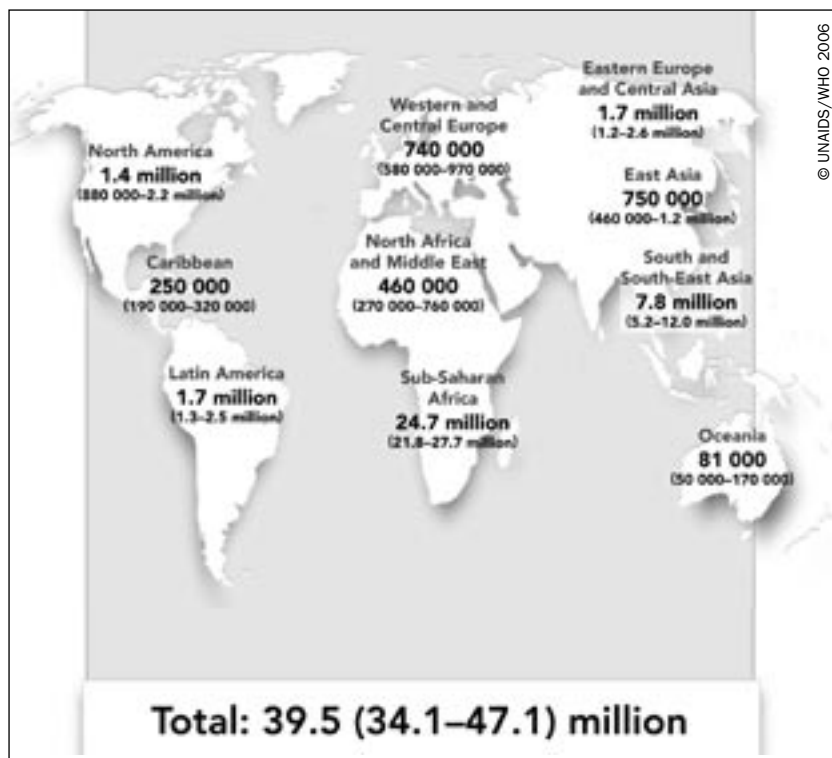 © UNAIDS/WHO 2006
Eastern Europe
and Central Asia
1.7 million
(1.2–2.6 million)
Western and
Central Europe
740 000
(580 000–970 000)
North America
1.4 million
(880 000–2.2 million)
East Asia
750 000
(460 000–1.2 million)
North Africa
and Middle East
460 000
(270 000–760 000)
Caribbean
250 000
(190 000–320 000)
South and
South-East Asia
7.8 million
(5.2–12.0 million)
Latin America
1.7 million
(1.3–2.5 million)
Sub-Saharan
Africa
24.7 million
(21.8–27.7 million)
Oceania
81 000
(50 000–170 000)
Total: 39.5 (34.1–47.1) million